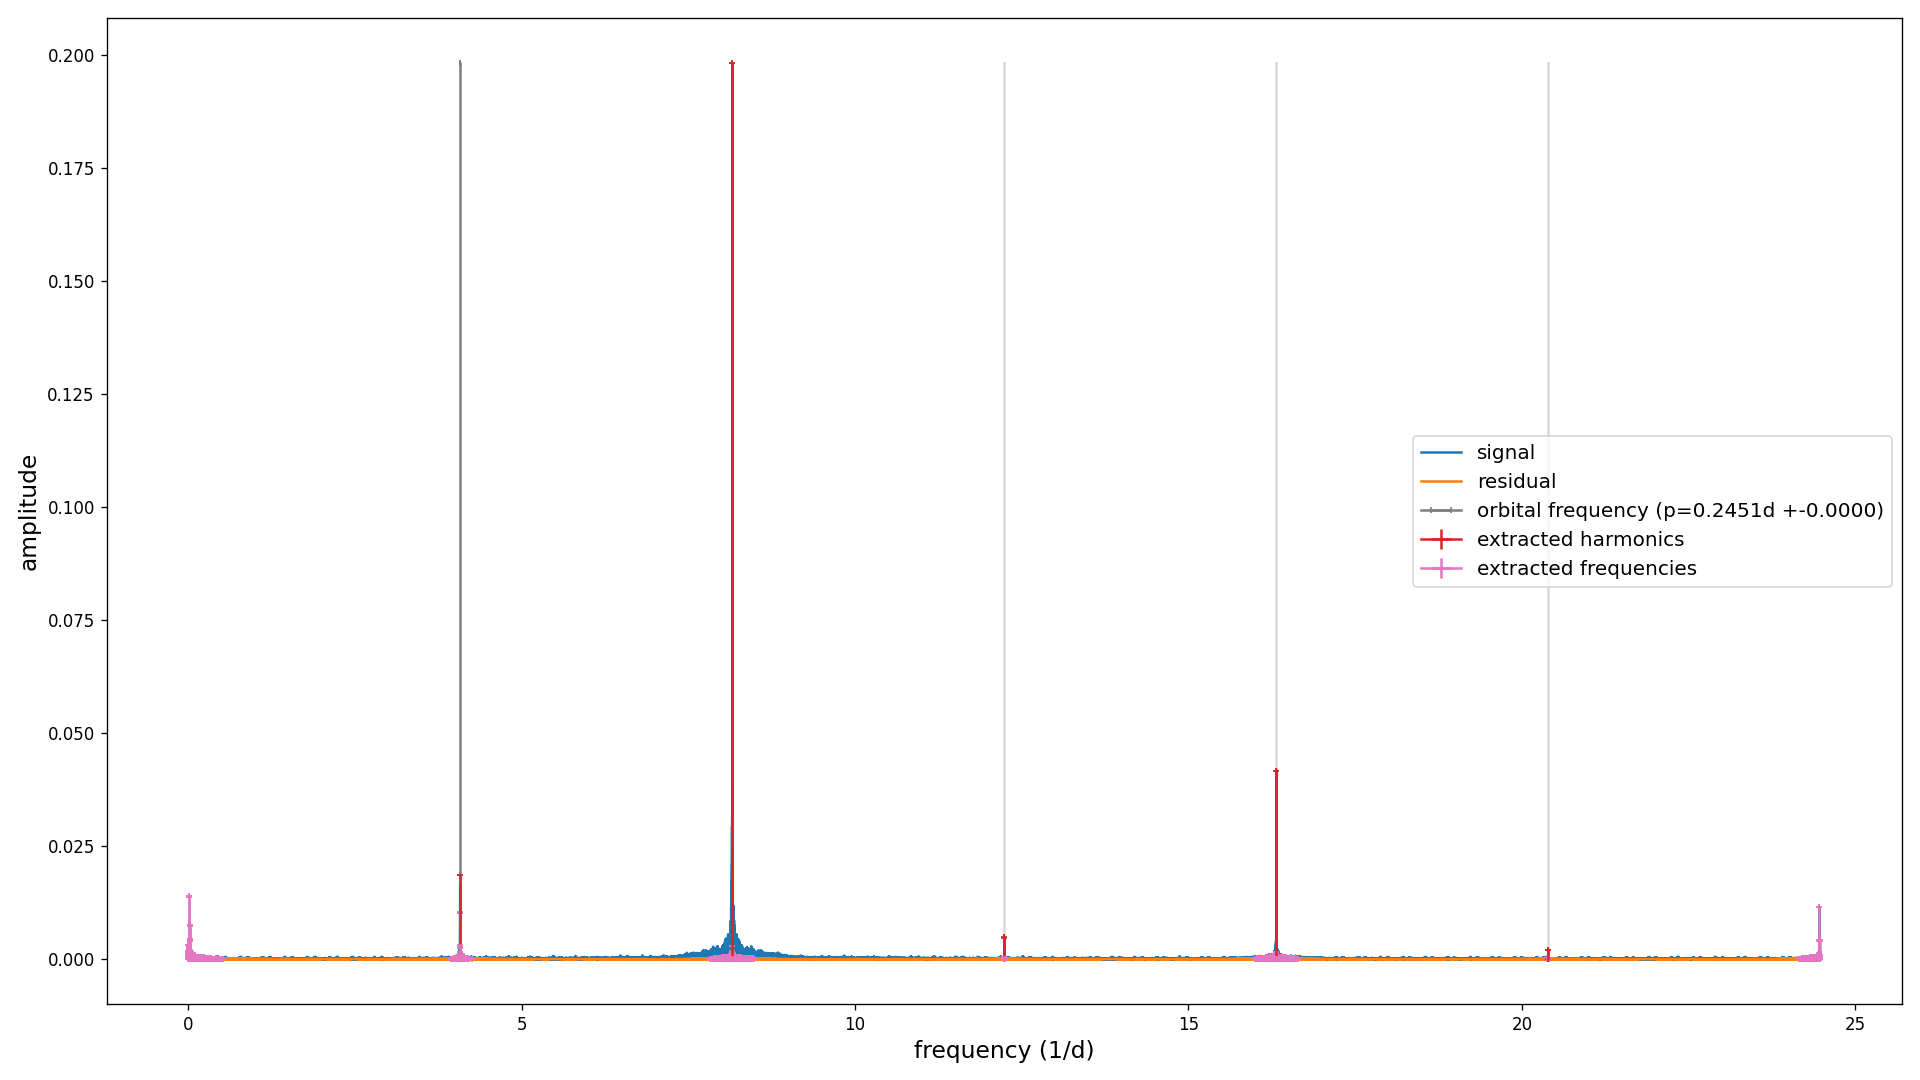 0.200
0.175
0.150
0.125
0.100
0.075
0.050
0.025
0.000
amplitude
0
5
10
15
20
25
frequency (1/d)
signal
residual
orbital frequency (p=0.2451d +-0.0000)
extracted harmonics
extracted frequencies